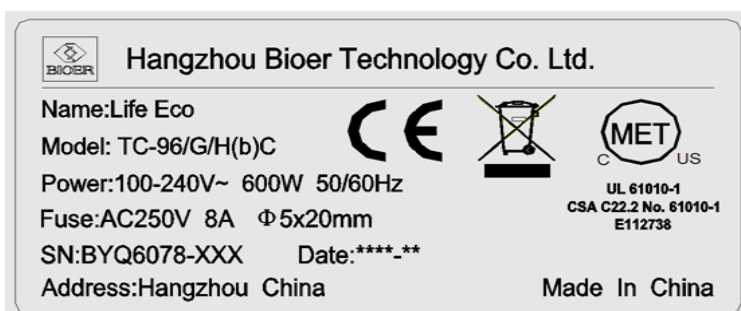 BIOER
Hangzhou Bioer Technology Co. Ltd.
Name:Life Eco
Model: TC-96/G/H(b)C
Power:100-240V~ 600W 50/60Hz
Fuse:AC250V 8A Φ5x20mm
SN:BYQ6078-XXX Date:****-**
Address:Hangzhou China
CE
MET
C US
UL 61010-1
CSA C22.2 No. 61010-1
E112738
Made In China